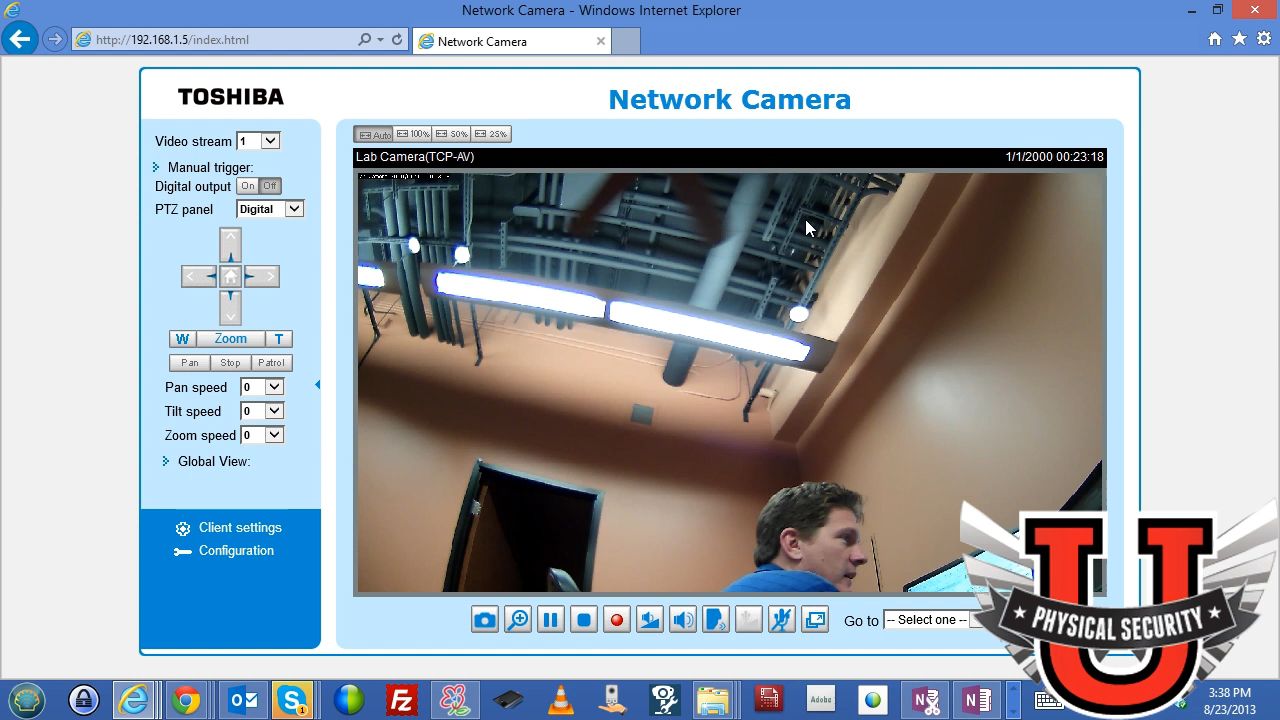 Network Camera - Windows Internet Explorer
http://192.168.1.5/index.html
Network Camera
TOSHIBA
Network Camera
Video stream 1
Manual trigger:
Digital output On Off
PTZ panel Digital
W Zoom T
Pan Stop Patrol
Pan speed 0
Tilt speed 0
Zoom speed 0
Global View:
Client settings
Configuration
Auto 100% 50% 25%
Lab Camera(TCP-AV) 1/1/2000 00:23:18
Go to -- Select one --
U
PHYSICAL SECURITY
Adobe
3:38 PM
8/23/2013